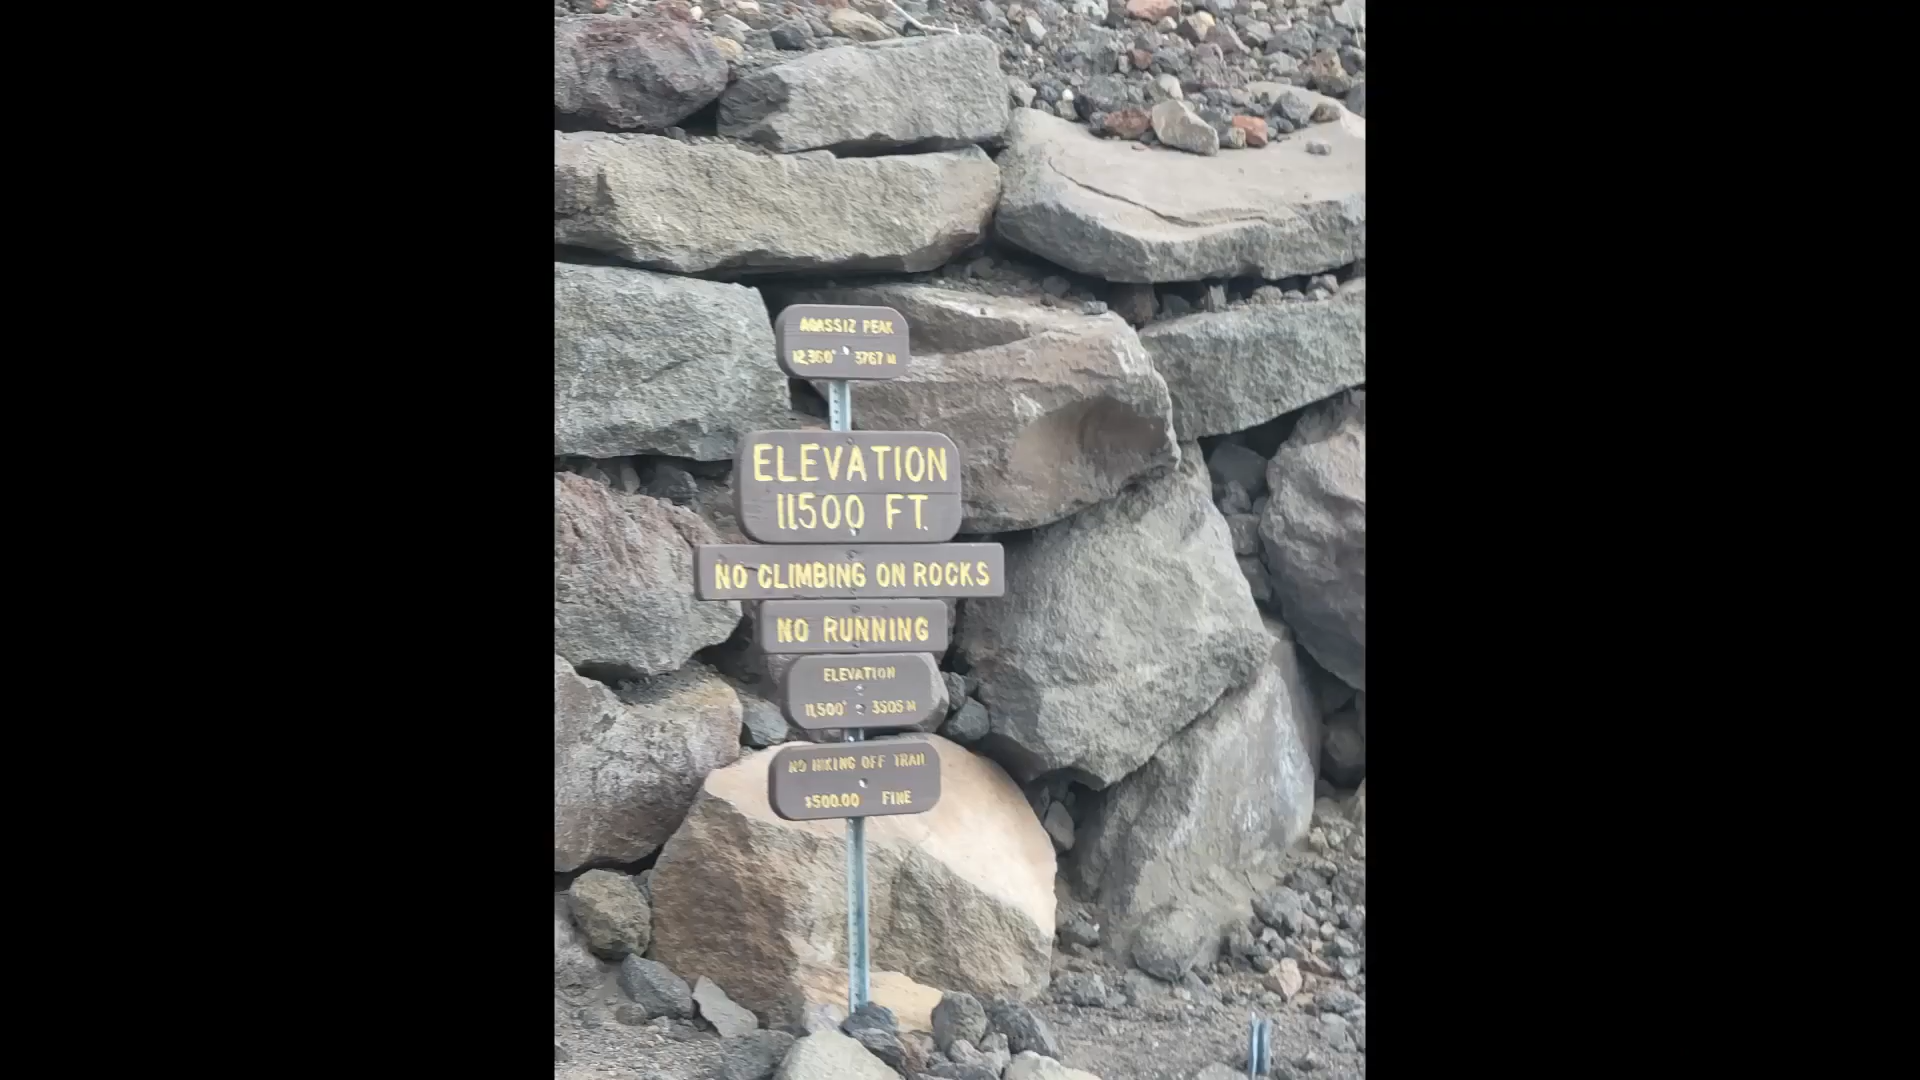 AGASSIZ PEAK
12,360' 3767 M
ELEVATION
11500 FT.
NO CLIMBING ON ROCKS
NO RUNNING
ELEVATION
11,500' 3505 M
NO HIKING OFF TRAIL
$500.00 FINE